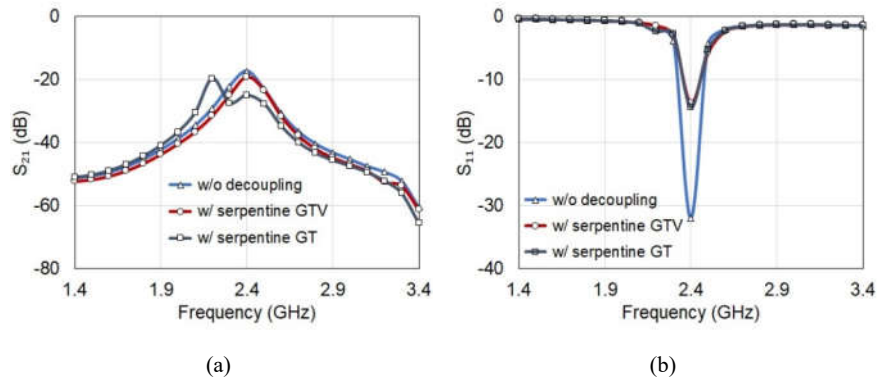 0
-20
-40
-60
-80
S21 (dB)
w/o decoupling
w/ serpentine GTV
w/ serpentine GT
1.4 1.9 2.4 2.9 3.4
Frequency (GHz)
(a)
0
-10
-20
-30
-40
S11 (dB)
w/o decoupling
w/ serpentine GTV
w/ serpentine GT
1.4 1.9 2.4 2.9 3.4
Frequency (GHz)
(b)